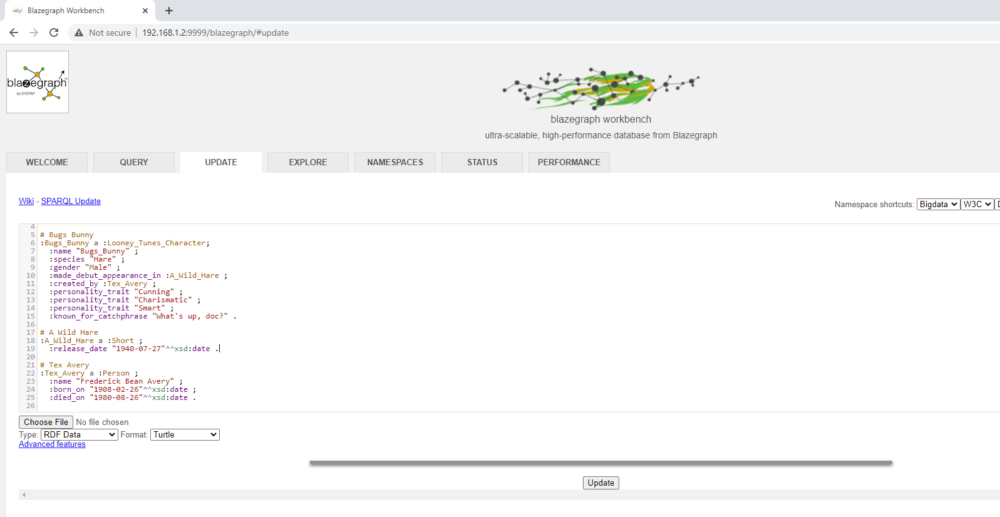 Blazegraph Workbench
Not secure | 192.168.1.2:9999/blazegraph/#update
blazegraph™
by SYSTAP
blazegraph workbench
ultra-scalable, high-performance database from Blazegraph
WELCOME QUERY UPDATE EXPLORE NAMESPACES STATUS PERFORMANCE
Wiki - SPARQL Update
Namespace shortcuts: Bigdata W3C
4
5 # Bugs Bunny
6 :Bugs_Bunny a :Looney_Tunes_Character;
7 :name "Bugs_Bunny" ;
8 :species "Hare" ;
9 :gender "Male" ;
10 :made_debut_appearance_in :A_Wild_Hare ;
11 :created_by :Tex_Avery ;
12 :personality_trait "Cunning" ;
13 :personality_trait "Charismatic" ;
14 :personality_trait "Smart" ;
15 :known_for_catchphrase "What's up, doc?" .
16
17 # A Wild Hare
18 :A_Wild_Hare a :Short ;
19 :release_date "1940-07-27"^^xsd:date .
20
21 # Tex Avery
22 :Tex_Avery a :Person ;
23 :name "Frederick Bean Avery" ;
24 :born_on "1908-02-26"^^xsd:date ;
25 :died_on "1980-08-26"^^xsd:date .
26
Choose File No file chosen
Type: RDF Data Format: Turtle
Advanced features
Update